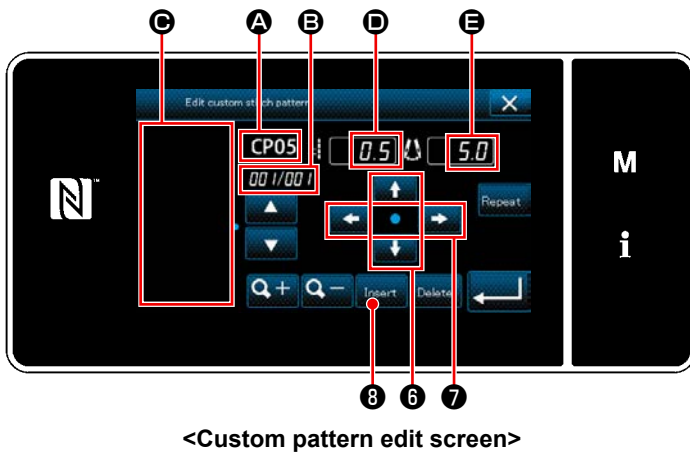 C A B D E
Edit custom stitch pattern
CP05 0.5 5.0
001/001
Repeat
M
i
N
Insert Delete
8 6 7
<Custom pattern edit screen>